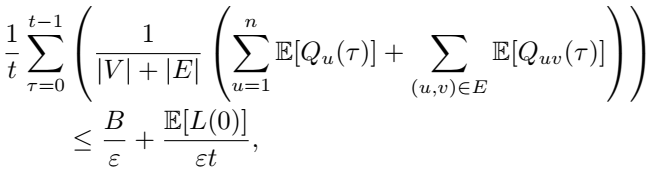 \frac{1}{t} \sum_{\tau=0}^{t-1} \left( \frac{1}{|V| + |E|} \left( \sum_{u=1}^{n} \mathbb{E}[Q_u(\tau)] + \sum_{(u,v) \in E} \mathbb{E}[Q_{uv}(\tau)] \right) \right)
\leq \frac{B}{\varepsilon} + \frac{\mathbb{E}[L(0)]}{\varepsilon t},